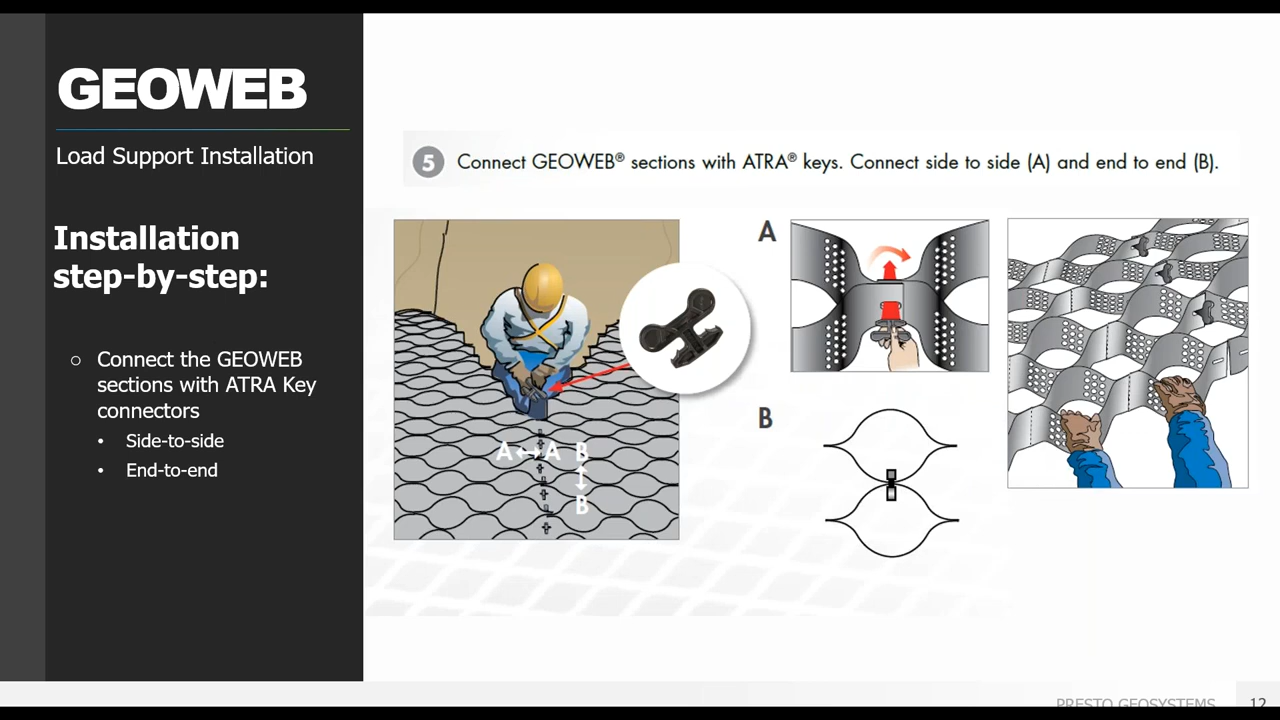 GEOWEB
Load Support Installation
Installation
step-by-step:
○ Connect the GEOWEB
sections with ATRA Key
connectors
• Side-to-side
• End-to-end
5 Connect GEOWEB® sections with ATRA® keys. Connect side to side (A) and end to end (B).
A
A A B
B
B
PRESTO GEOSYSTEMS 12